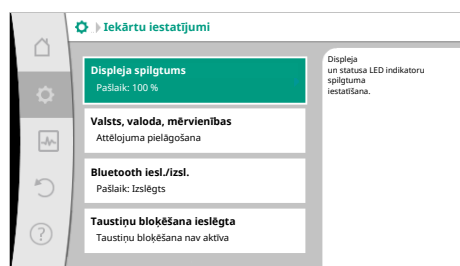 Iekārtu iestatījumi
Displeja spilgtums
Pašlaik: 100 %
Valsts, valoda, mērvienības
Attēlojuma pielāgošana
Bluetooth iesl./izsl.
Pašlaik: Izslēgts
Taustiņu bloķēšana ieslēgta
Taustiņu bloķēšana nav aktīva
Displeja
un statusa LED indikatoru
spilgtuma
iestatīšana.